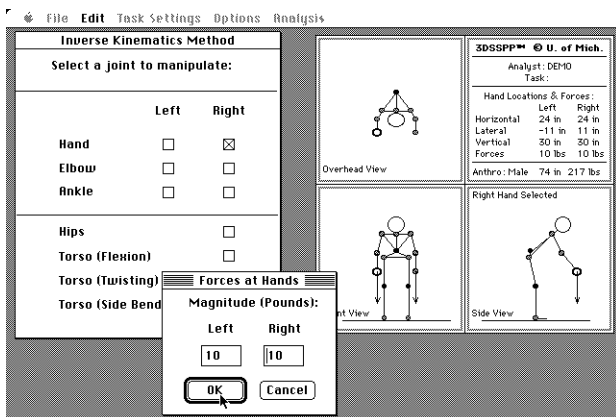 File Edit Task Settings Options Analysis
Inverse Kinematics Method
Select a joint to manipulate:
Left Right
Hand
Elbow
Ankle
Hips
Torso (Flexion)
Torso (Twisting)
Torso (Side Bend
Forces at Hands
Magnitude (Pounds):
Left Right
10 10
OK Cancel
Overhead View
3DSSPP™ © U. of Mich.
Analyst: DEMO
Task:
Hand Locations & Forces:
Left Right
Horizontal 24 in 24 in
Lateral -11 in 11 in
Vertical 30 in 30 in
Forces 10 lbs 10 lbs
Anthro: Male 74 in 217 lbs
nt View
Right Hand Selected
Side View